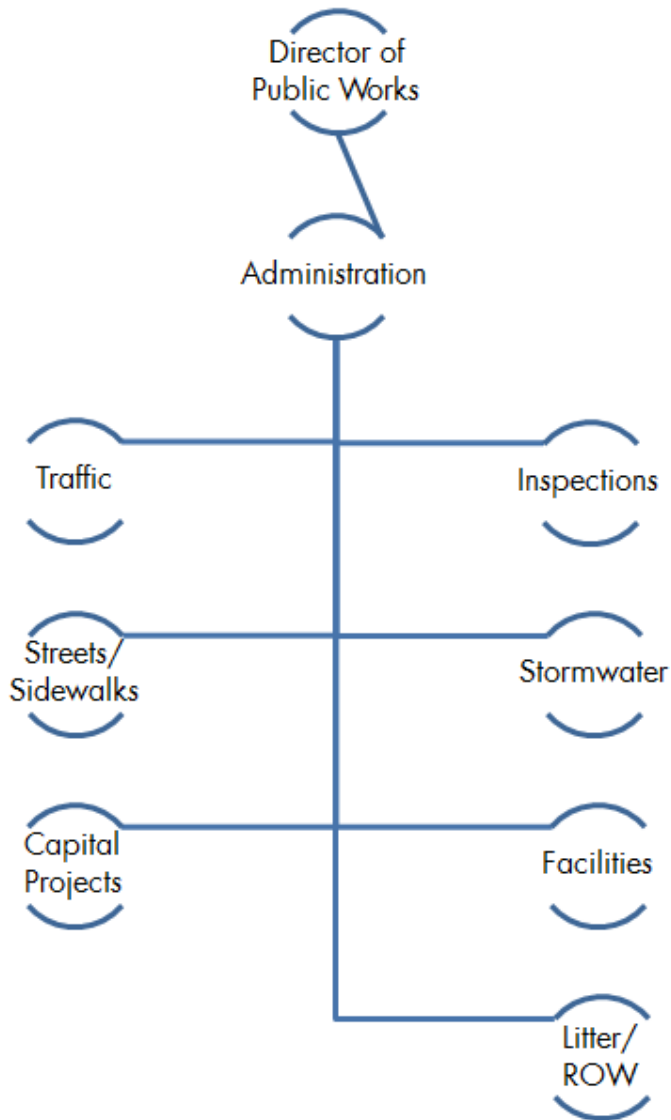 Director of
Public Works
Administration
Traffic
Inspections
Streets/
Sidewalks
Stormwater
Capital
Projects
Facilities
Litter/
ROW